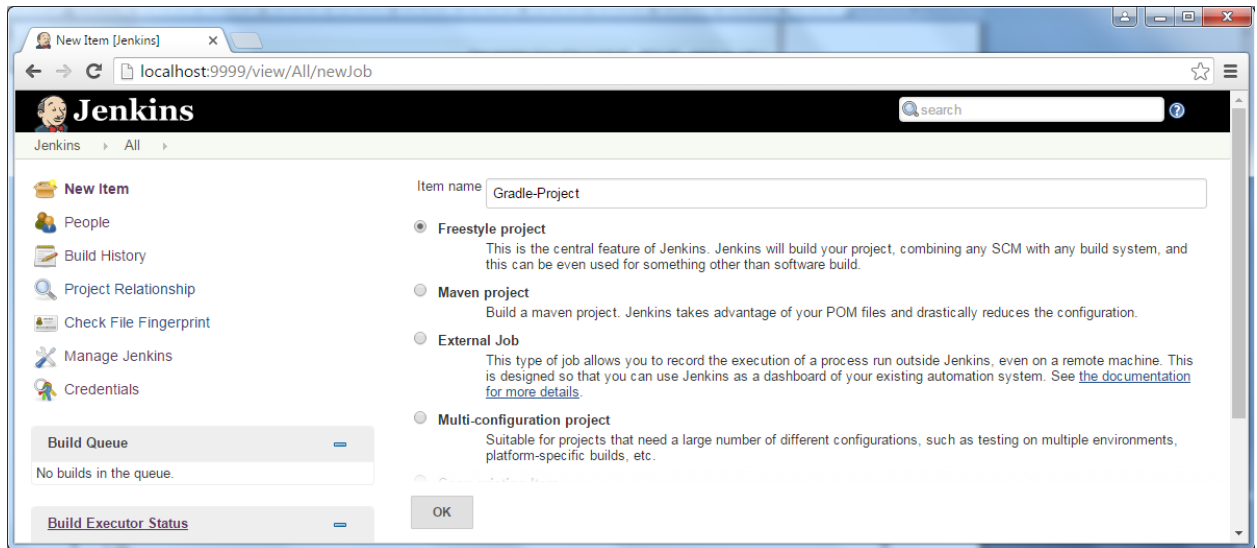 New Item [Jenkins]
localhost:9999/view/All/newJob
Jenkins
search
Jenkins All
New Item
People
Build History
Project Relationship
Check File Fingerprint
Manage Jenkins
Credentials
Build Queue
No builds in the queue.
Build Executor Status
Item name Gradle-Project
Freestyle project
This is the central feature of Jenkins. Jenkins will build your project, combining any SCM with any build system, and
this can be even used for something other than software build.
Maven project
Build a maven project. Jenkins takes advantage of your POM files and drastically reduces the configuration.
External Job
This type of job allows you to record the execution of a process run outside Jenkins, even on a remote machine. This
is designed so that you can use Jenkins as a dashboard of your existing automation system. See the documentation
for more details.
Multi-configuration project
Suitable for projects that need a large number of different configurations, such as testing on multiple environments,
platform-specific builds, etc.
OK